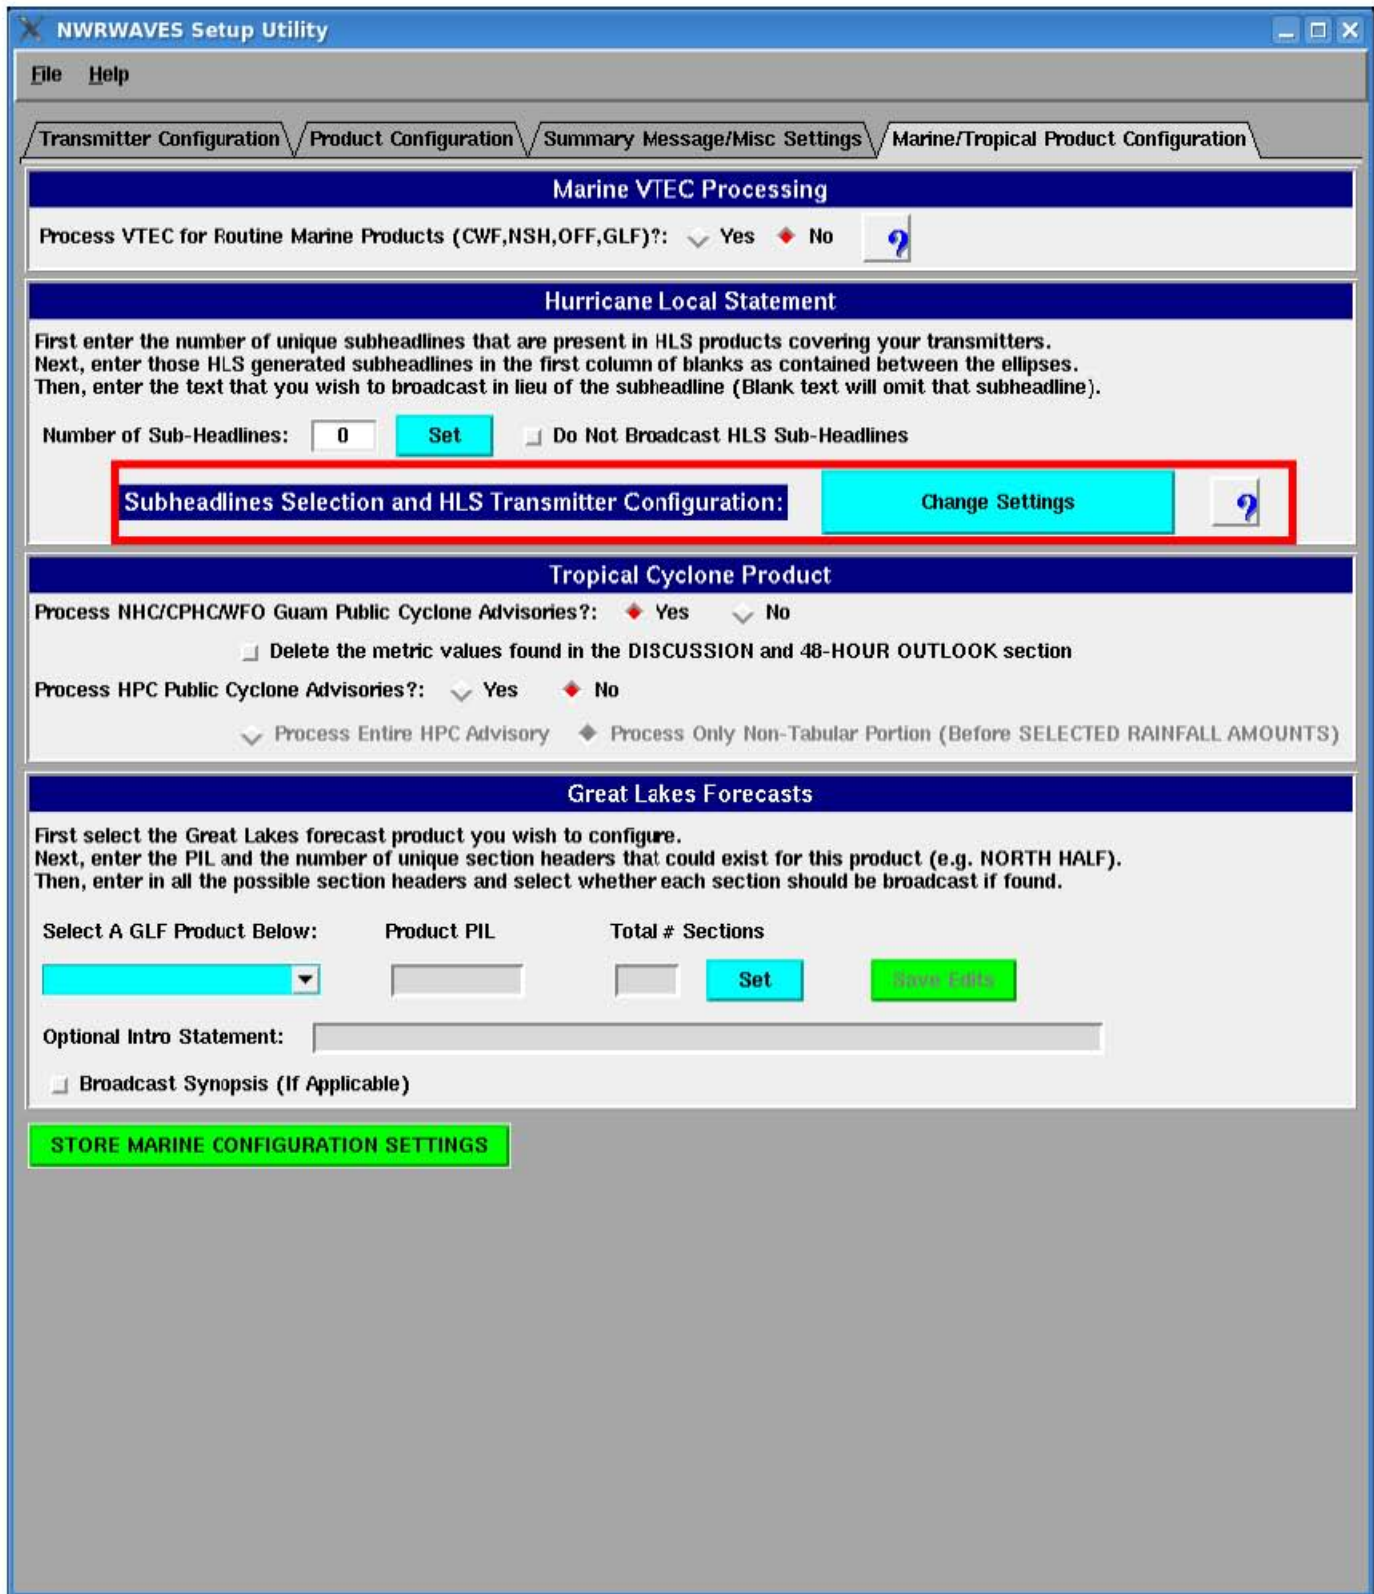 NWRWAVES Setup Utility
File Help
Transmitter Configuration Product Configuration Summary Message/Misc Settings Marine/Tropical Product Configuration
Marine VTEC Processing
Process VTEC for Routine Marine Products (CWF,NSH,OFF,GLF)?: Yes No ?
Hurricane Local Statement
First enter the number of unique subheadlines that are present in HLS products covering your transmitters.
Next, enter those HLS generated subheadlines in the first column of blanks as contained between the ellipses.
Then, enter the text that you wish to broadcast in lieu of the subheadline (Blank text will omit that subheadline).
Number of Sub-Headlines: 0 Set Do Not Broadcast HLS Sub-Headlines
Subheadlines Selection and HLS Transmitter Configuration: Change Settings ?
Tropical Cyclone Product
Process NHC/CPHC/WFO Guam Public Cyclone Advisories?: Yes No
Delete the metric values found in the DISCUSSION and 48-HOUR OUTLOOK section
Process HPC Public Cyclone Advisories?: Yes No
Process Entire HPC Advisory Process Only Non-Tabular Portion (Before SELECTED RAINFALL AMOUNTS)
Great Lakes Forecasts
First select the Great Lakes forecast product you wish to configure.
Next, enter the PIL and the number of unique section headers that could exist for this product (e.g. NORTH HALF).
Then, enter in all the possible section headers and select whether each section should be broadcast if found.
Select A GLF Product Below: Product PIL Total # Sections
Set Save Edits
Optional Intro Statement:
Broadcast Synopsis (If Applicable)
STORE MARINE CONFIGURATION SETTINGS